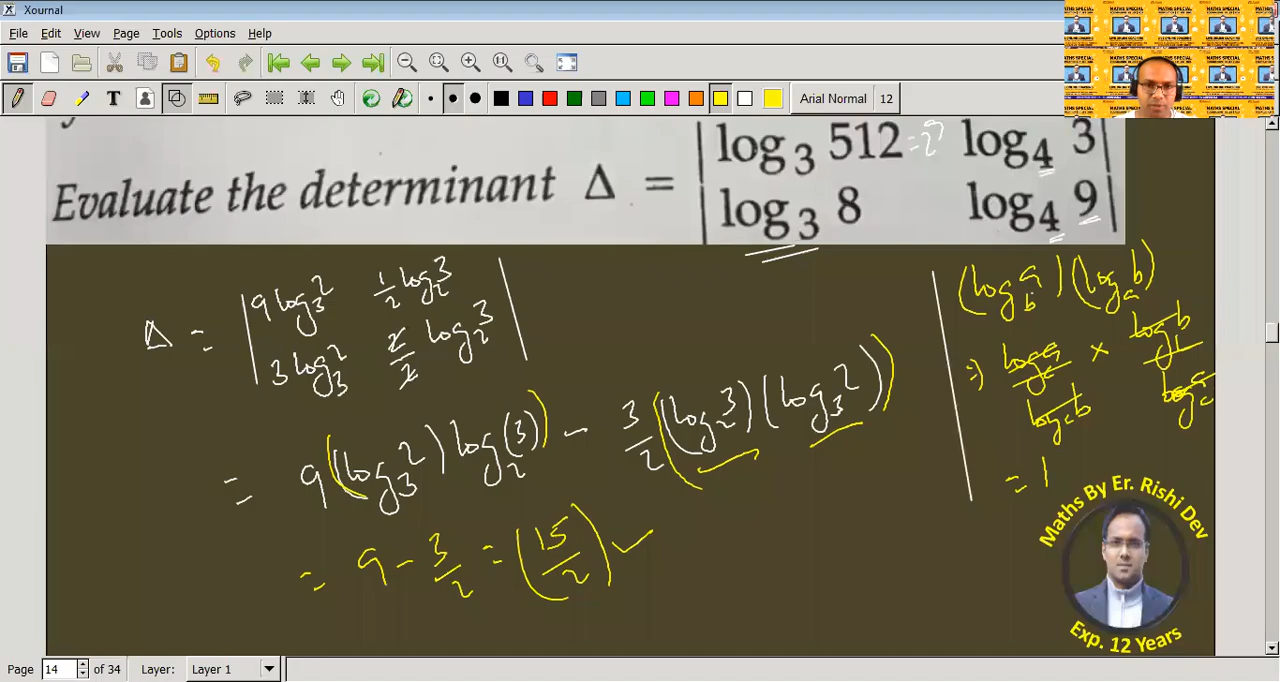 Xournal
File Edit View Page Tools Options Help
Arial Normal 12
Evaluate the determinant Δ = | log₃ 512 log₄ 3 |
| log₃ 8 log₄ 9 |
= 2⁹
Δ = | 9 log₃2 1/2 log₂3 |
| 3 log₃2 2/2 log₂3 |
= 9 (log₃2) log₂(3) − 3/2 (log₂3)(log₃2)
= 9 − 3/2 = (15/2) ✓
(log_b a)(log_a b)
⇒ log_c a / log_c b × log_c b / log_c a
= 1
Maths By Er. Rishi Dev
Exp. 12 Years
Page 14 of 34 Layer: Layer 1